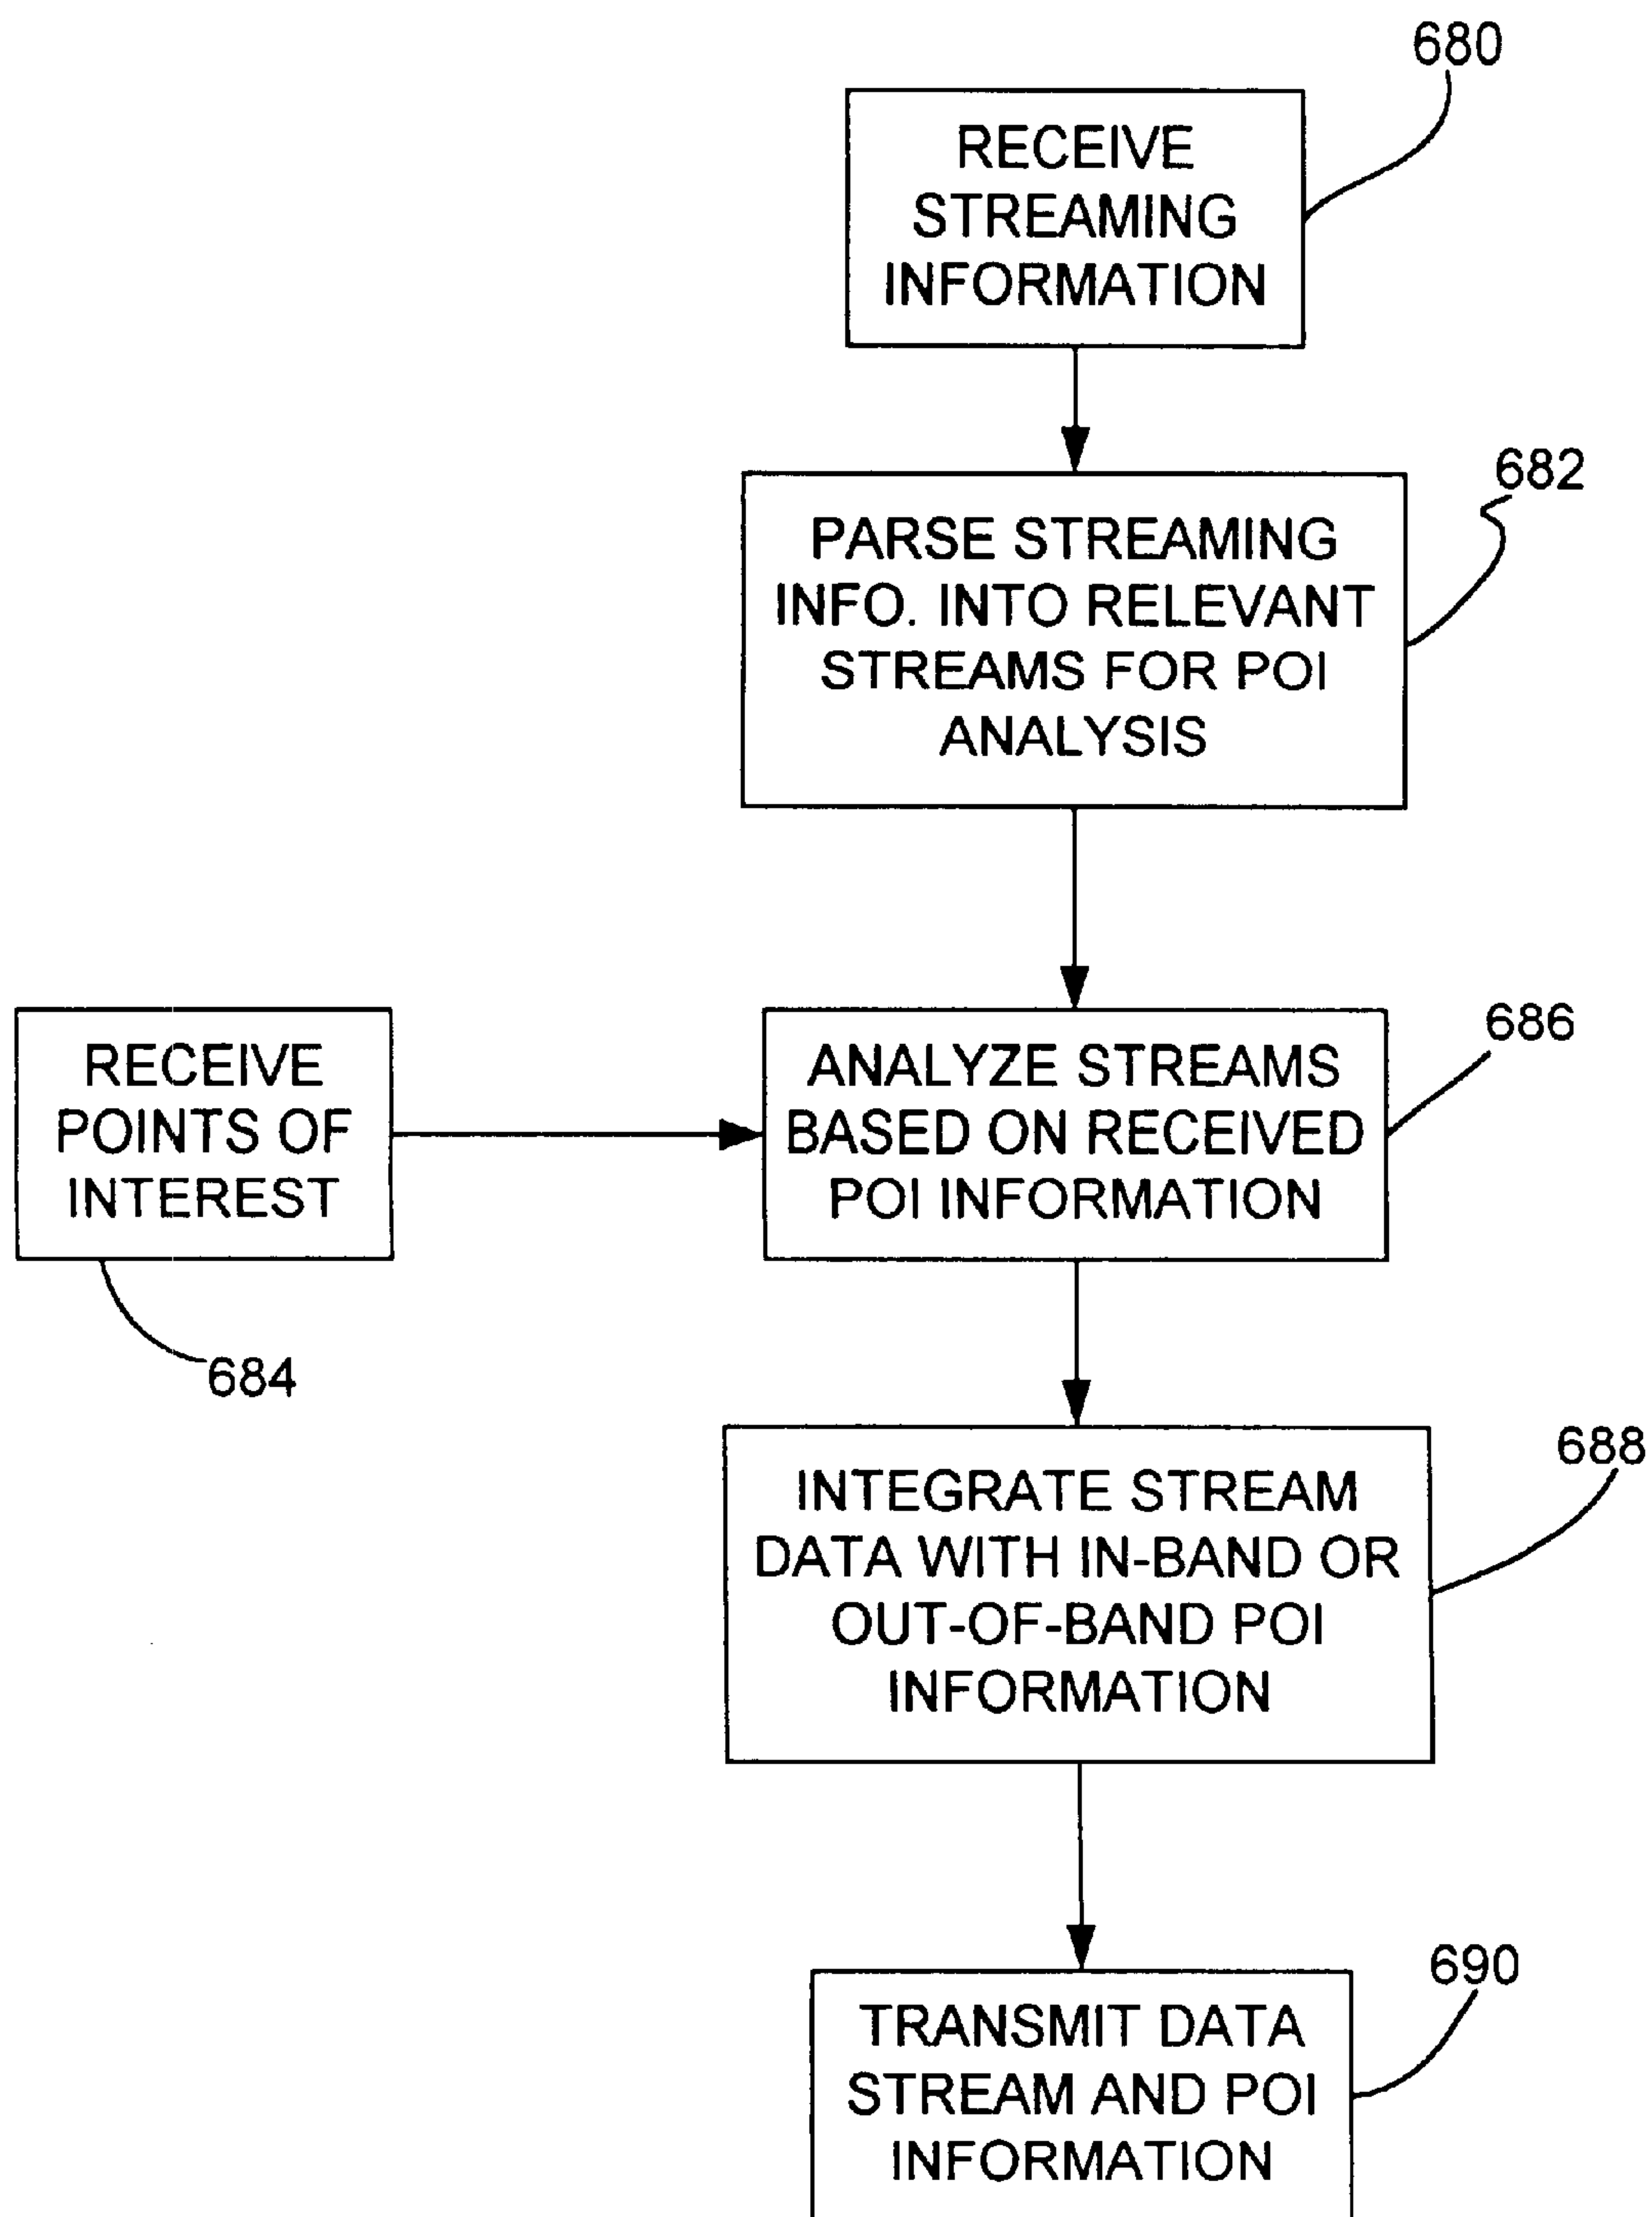 680
RECEIVE
STREAMING
INFORMATION
682
PARSE STREAMING
INFO. INTO RELEVANT
STREAMS FOR POI
ANALYSIS
RECEIVE
POINTS OF
INTEREST
684
686
ANALYZE STREAMS
BASED ON RECEIVED
POI INFORMATION
688
INTEGRATE STREAM
DATA WITH IN-BAND OR
OUT-OF-BAND POI
INFORMATION
690
TRANSMIT DATA
STREAM AND POI
INFORMATION